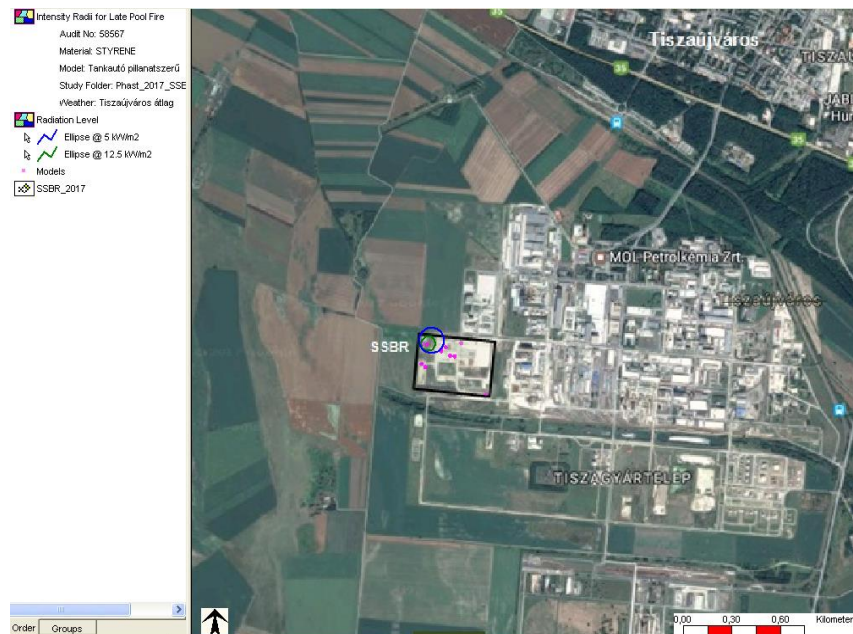 Intensity Radii for Late Pool Fire
Audit No: 58567
Material: STYRENE
Model: Tankautó pillanatszerű
Study Folder: Phast_2017_SSE
Weather: Tiszaújváros átlag
Radiation Level
Ellipse @ 5 kW/m2
Ellipse @ 12.5 kW/m2
Models
SSBR_2017
Order Groups
35
Tiszaújváros
35
35
MOL Petrolkémia Zrt.
Tiszaújváros
SSBR
TISZAGYÁRTELEP
Kilometer
0,00 0,30 0,60